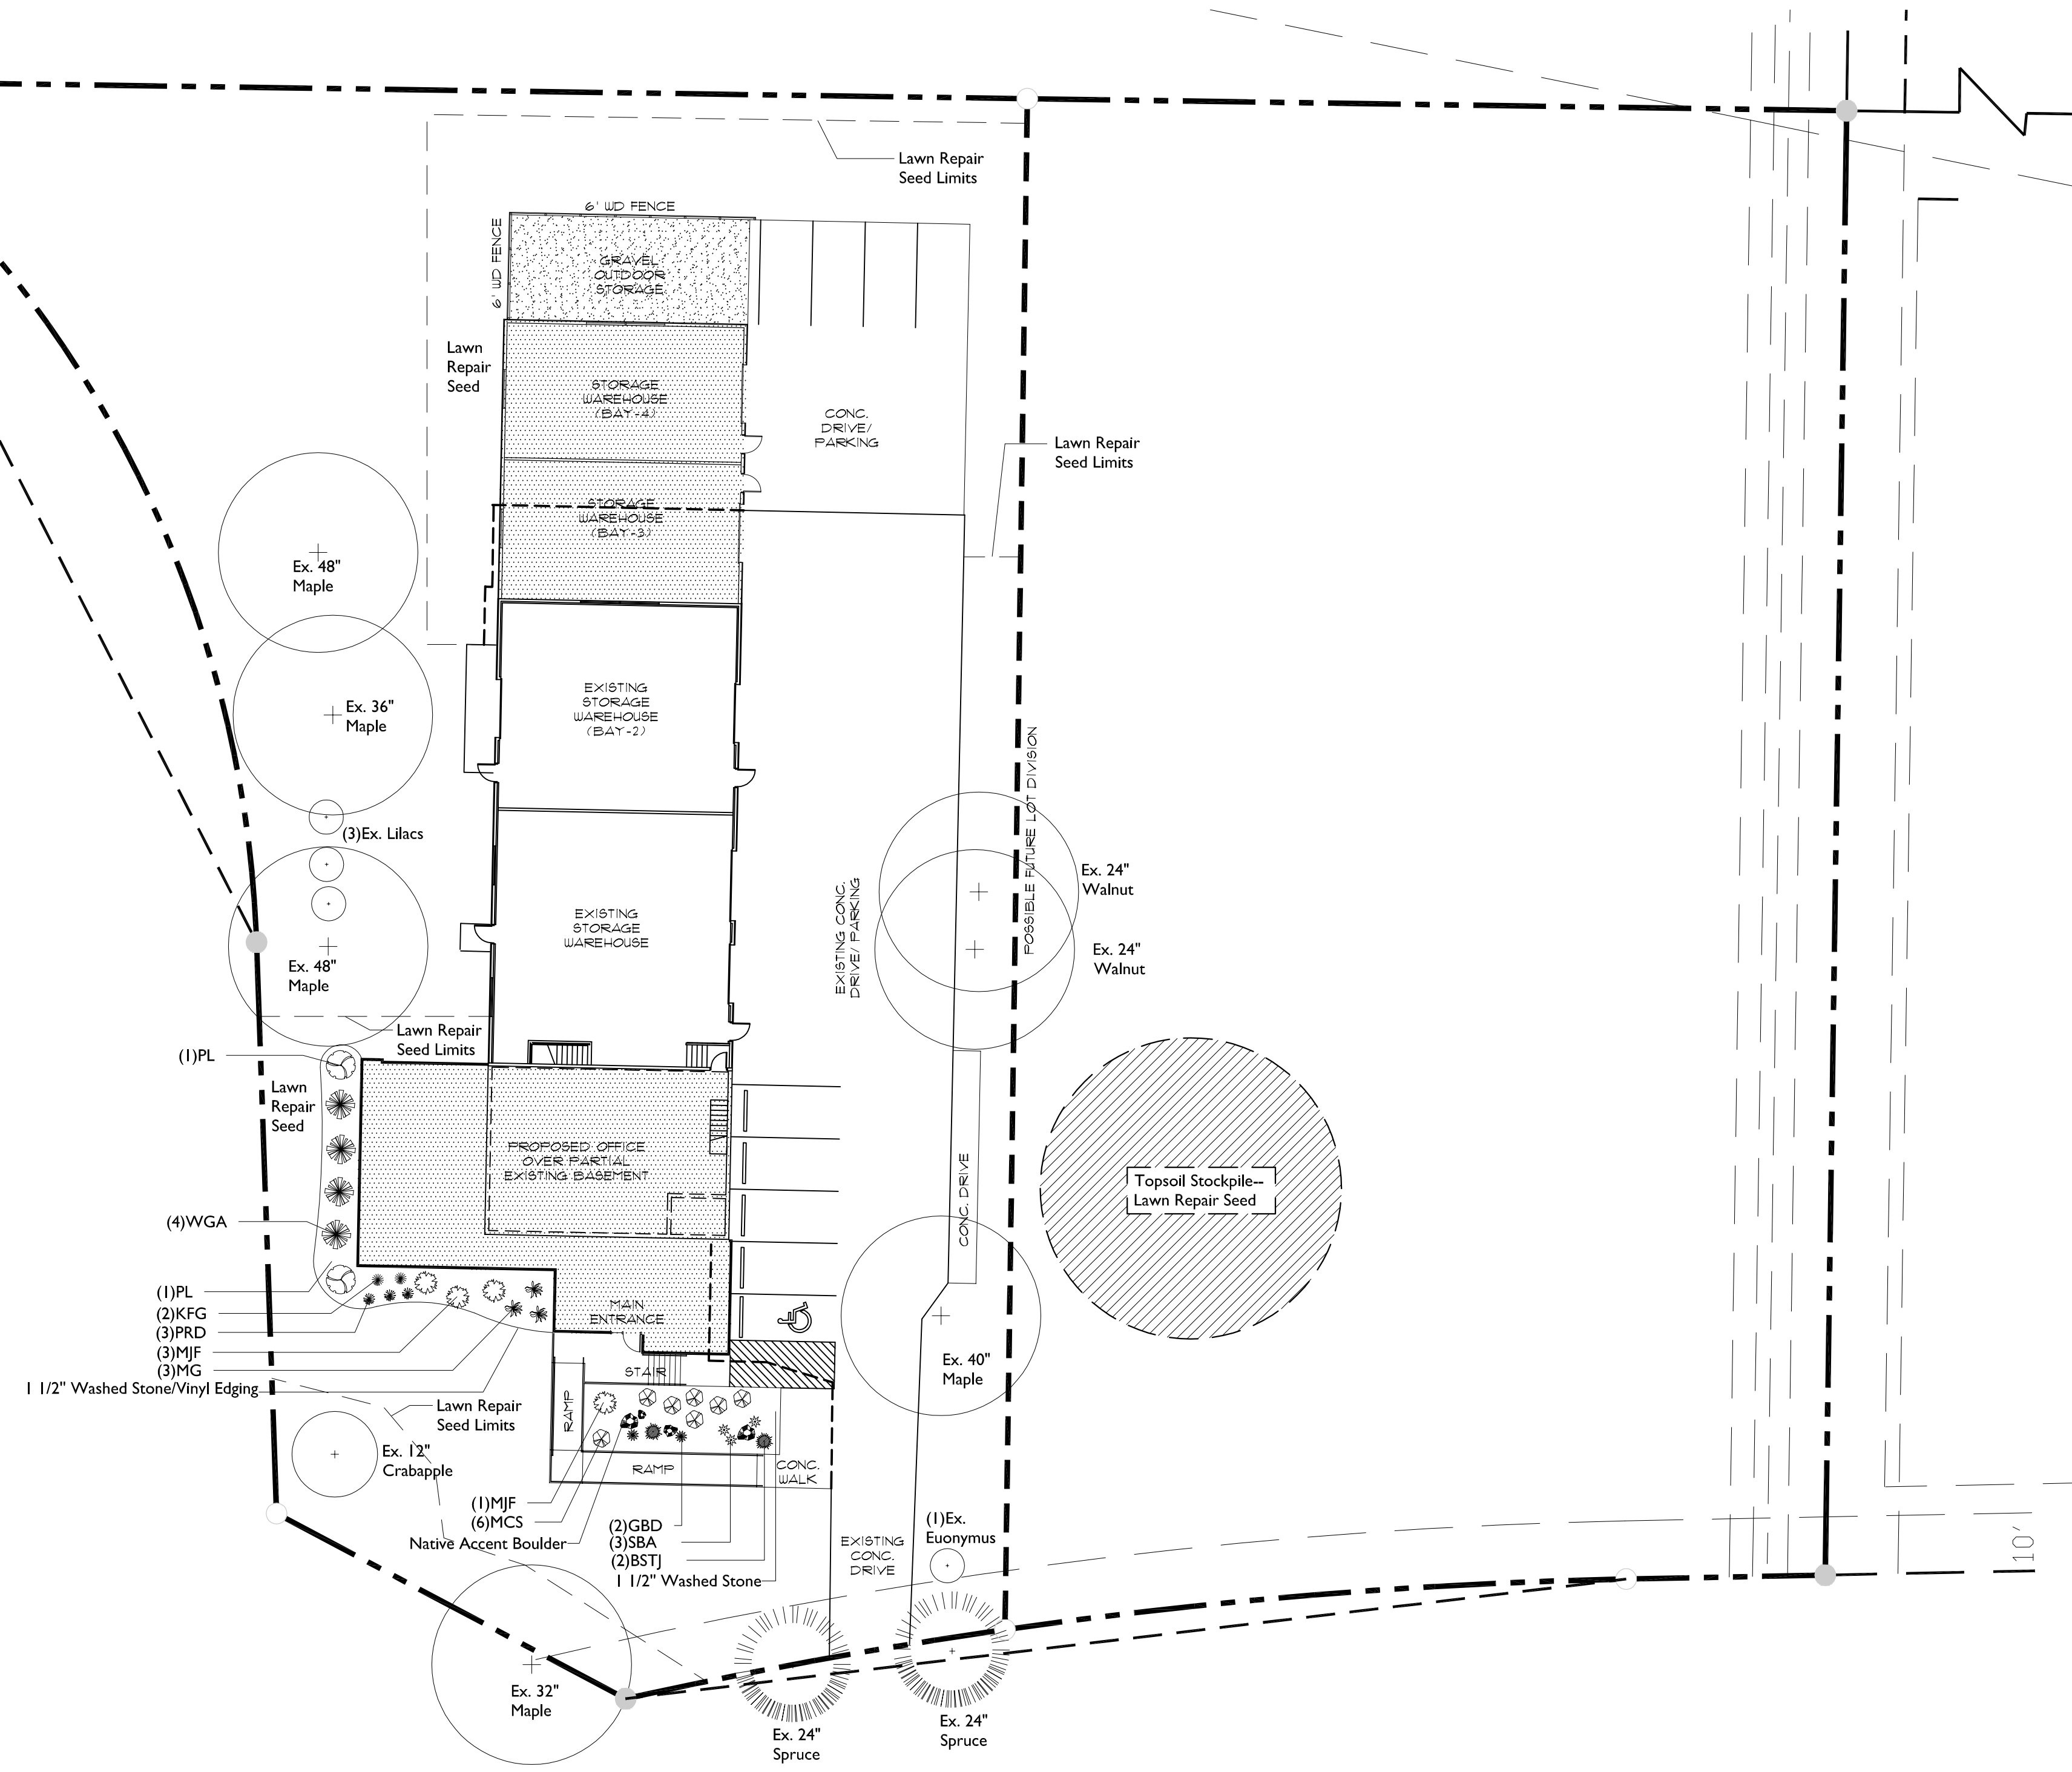 Lawn Repair
Seed Limits
6' WD FENCE
6' WD FENCE
GRAVEL
OUTDOOR
STORAGE
Lawn
Repair
Seed
STORAGE
WAREHOUSE
(BAY-4)
CONC.
DRIVE/
PARKING
Lawn Repair
Seed Limits
STORAGE
WAREHOUSE
(BAY-3)
Ex. 48"
Maple
Ex. 36"
Maple
EXISTING
STORAGE
WAREHOUSE
(BAY-2)
POSSIBLE FUTURE LOT DIVISION
(3)Ex. Lilacs
Ex. 24"
Walnut
EXISTING CONC.
DRIVE/ PARKING
EXISTING
STORAGE
WAREHOUSE
Ex. 24"
Walnut
Ex. 48"
Maple
Lawn Repair
Seed Limits
(1)PL
Lawn
Repair
Seed
PROPOSED OFFICE
OVER PARTIAL
EXISTING BASEMENT
CONC. DRIVE
Topsoil Stockpile--
Lawn Repair Seed
(4)WGA
(1)PL
(2)KFG
(3)PRD
(3)MJF
(3)MG
1 1/2" Washed Stone/Vinyl Edging
MAIN
ENTRANCE
Ex. 40"
Maple
STAIR
RAMP
Lawn Repair
Seed Limits
Ex. 12"
Crabapple
RAMP
CONC.
WALK
(1)MJF
(6)MCS
Native Accent Boulder
(2)GBD
(3)SBA
(2)BSTJ
1 1/2" Washed Stone
EXISTING
CONC.
DRIVE
(1)Ex.
Euonymus
10'
Ex. 32"
Maple
Ex. 24"
Spruce
Ex. 24"
Spruce